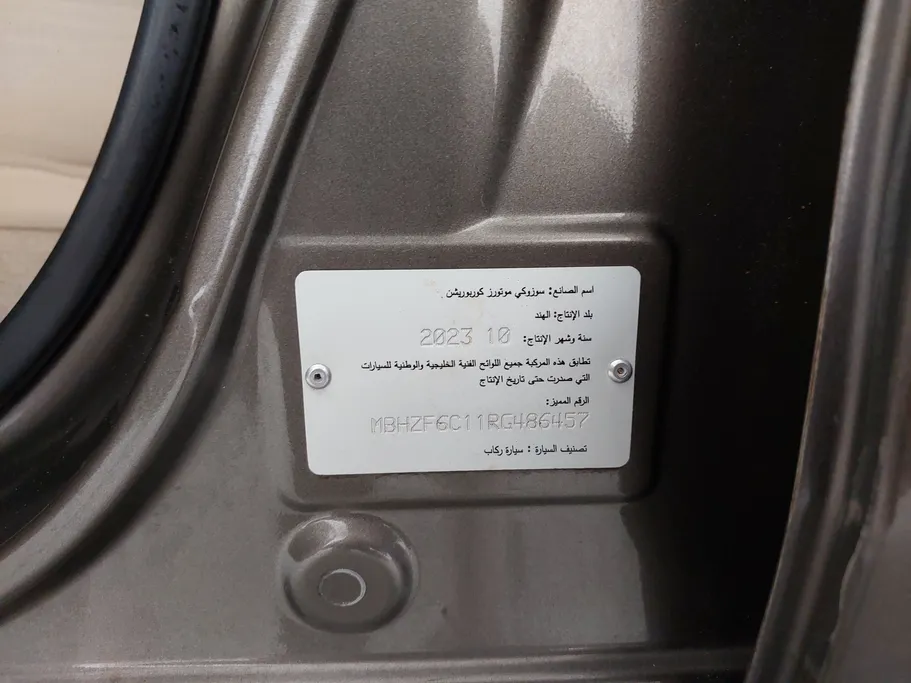 اسم الصانع: سوزوكي موتورز كوربوريشن
بلد الإنتاج: الهند
سنة وشهر الإنتاج: 10 2023
تطابق هذه المركبة جميع اللوائح الفنية الخليجية والوطنية للسيارات
التي صدرت حتى تاريخ الإنتاج
الرقم المميز:
MBHZF6C11RG486457
تصنيف السيارة : سيارة ركاب